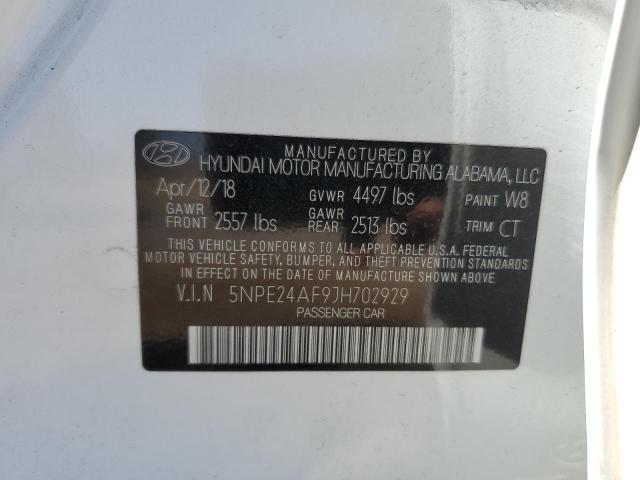 MANUFACTURED BY
HYUNDAI MOTOR MANUFACTURING ALABAMA, LLC
Apr/12/18 GVWR 4497 lbs PAINT W8
GAWR FRONT 2557 lbs GAWR REAR 2513 lbs TRIM CT
THIS VEHICLE CONFORMS TO ALL APPLICABLE U.S.A. FEDERAL
MOTOR VEHICLE SAFETY, BUMPER, AND THEFT PREVENTION STANDARDS
IN EFFECT ON THE DATE OF MANUFACTURE SHOWN ABOVE.
V.I.N 5NPE24AF9JH702929
PASSENGER CAR